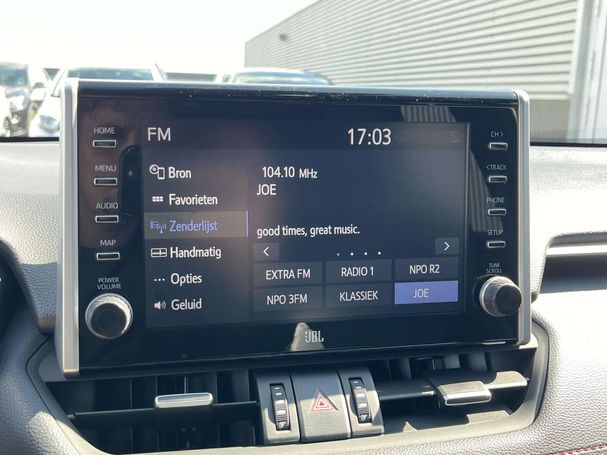 HOME
MENU
AUDIO
MAP
POWER
VOLUME
FM
17:03
Bron
Favorieten
Zenderlijst
Handmatig
Opties
Geluid
104.10 MHz
JOE
good times, great music.
< >
EXTRA FM
RADIO 1
NPO R2
NPO 3FM
KLASSIEK
JOE
JBL
CH >
< TRACK
PHONE
SETUP
TUNE
SCROLL